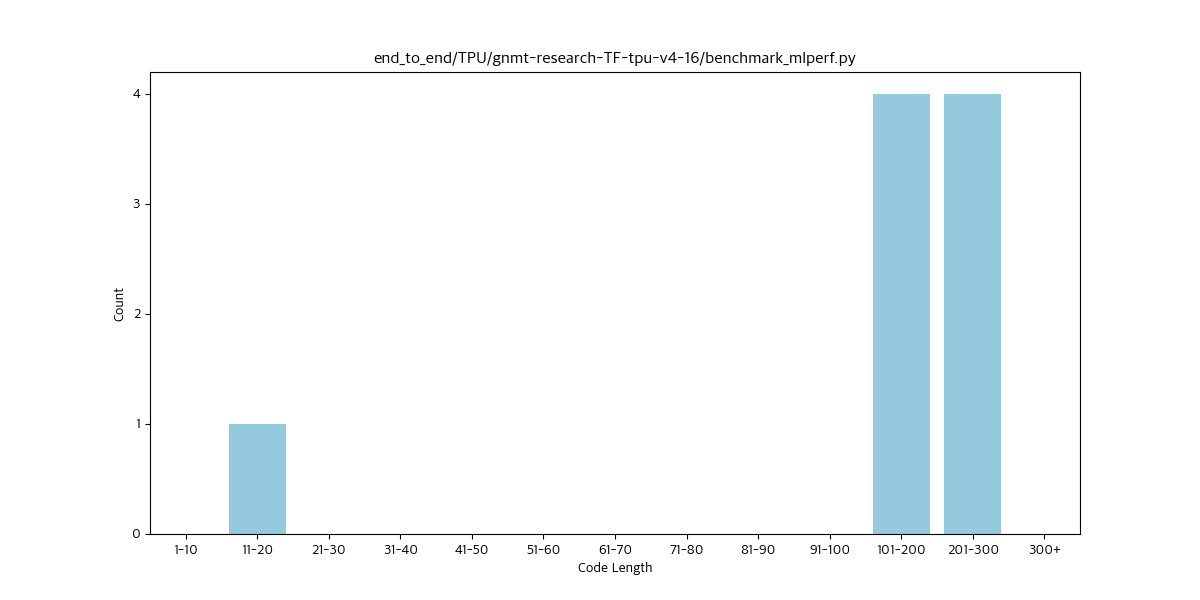 end_to_end/TPU/gnmt-research-TF-tpu-v4-16/benchmark_mlperf.py
4
3
2
1
0
Count
1-10 11-20 21-30 31-40 41-50 51-60 61-70 71-80 81-90 91-100 101-200 201-300 300+
Code Length